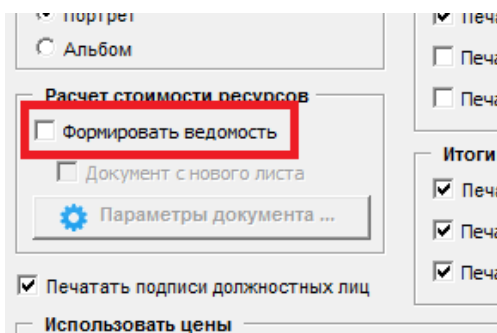 Портрет
Альбом
Расчет стоимости ресурсов
Формировать ведомость
Документ с нового листа
Параметры документа ...
Печатать подписи должностных лиц
Использовать цены
Итоги